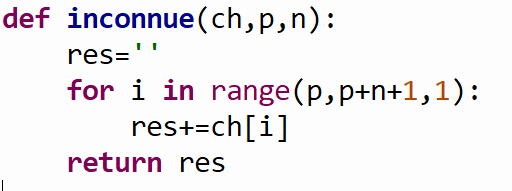 def inconnue(ch,p,n):
    res=''
    for i in range(p,p+n+1,1):
        res+=ch[i]
    return res